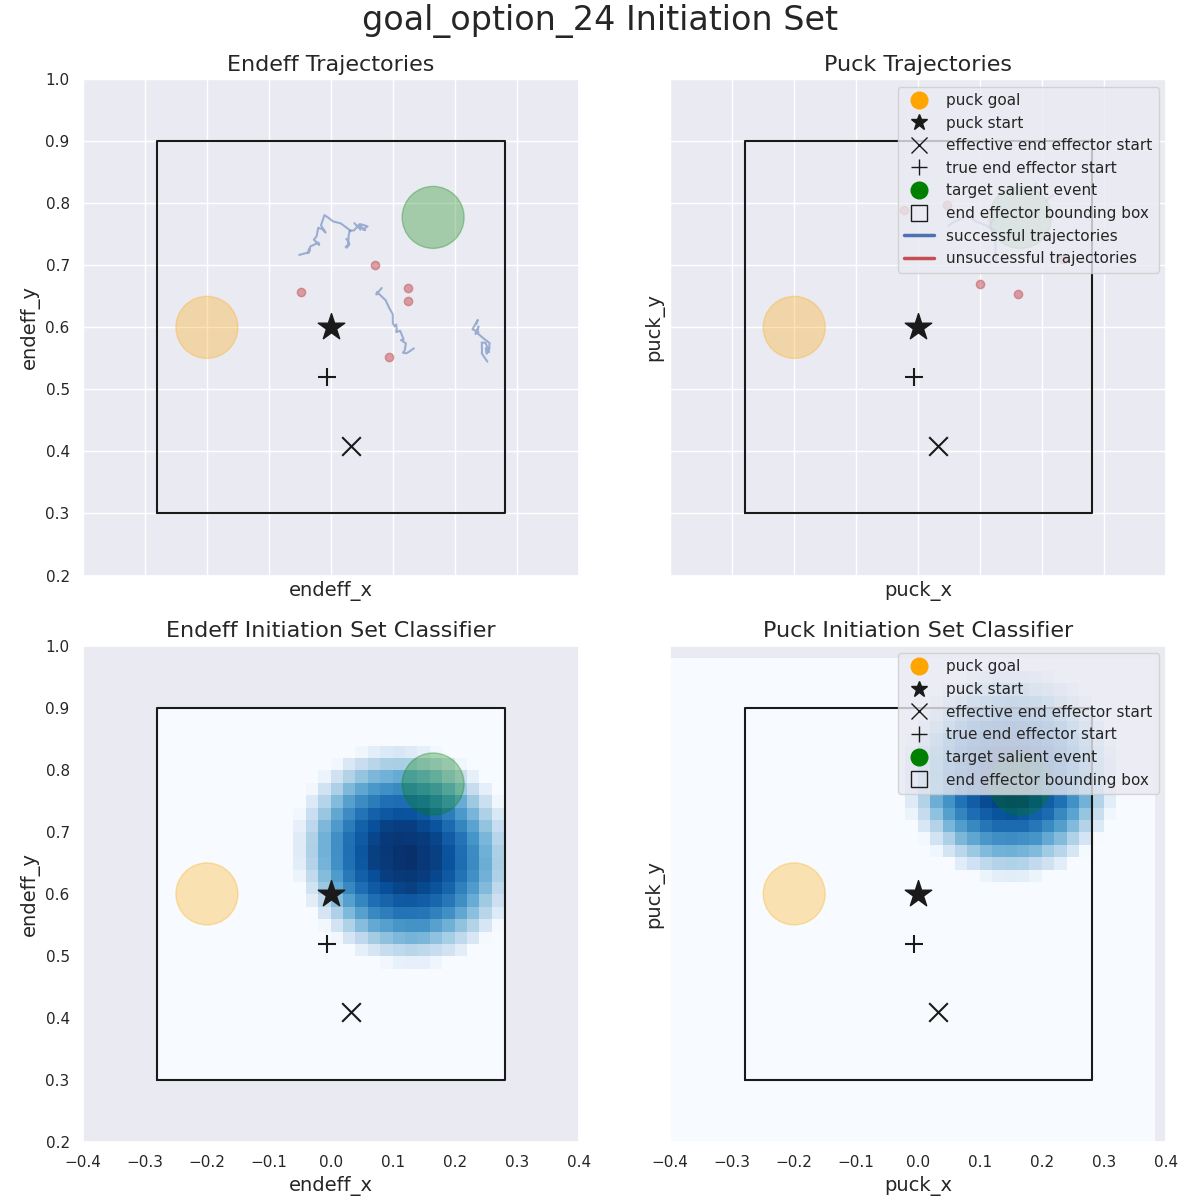 goal_option_24 Initiation Set
Endeff Trajectories
1.0
0.9
0.8
0.7
0.6
0.5
0.4
0.3
0.2
endeff_y
endeff_x
Puck Trajectories
puck goal
puck start
effective end effector start
true end effector start
target salient event
end effector bounding box
successful trajectories
unsuccessful trajectories
puck_y
puck_x
Endeff Initiation Set Classifier
1.0
0.9
0.8
0.7
0.6
0.5
0.4
0.3
0.2
endeff_y
−0.4 −0.3 −0.2 −0.1 0.0 0.1 0.2 0.3 0.4
endeff_x
Puck Initiation Set Classifier
puck goal
puck start
effective end effector start
true end effector start
target salient event
end effector bounding box
puck_y
−0.4 −0.3 −0.2 −0.1 0.0 0.1 0.2 0.3 0.4
puck_x